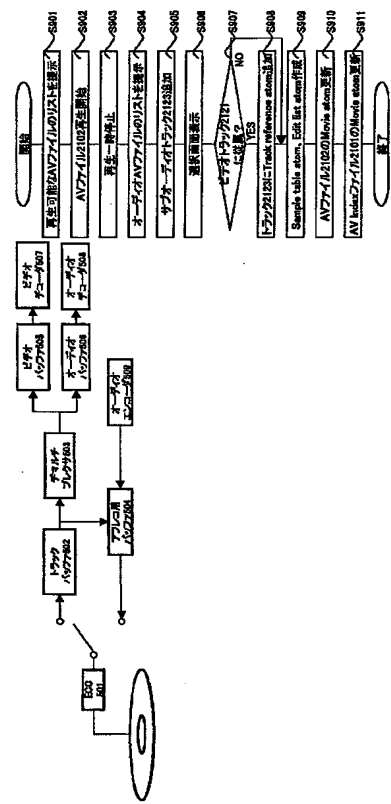 ECC
501
トラック
バッファ502
デマルチ
プレクサ503
ビデオ
バッファ505
ビデオ
デコーダ507
オーディオ
バッファ506
オーディオ
デコーダ508
アフレコ用
バッファ504
オーディオ
エンコーダ509
開始
再生可能なAVファイルのリストを提示
S901
AVファイル2102再生開始
S902
再生一時停止
S903
オーディオAVファイルのリストを提示
S904
サブオーディオトラック2123追加
S905
選択画面表示
S906
ビデオトラック2121
に従属?
S907
NO
YES
トラック2123にTrack reference atom追加
S908
Sample table atom、Edit list atom作成
S909
AVファイル2102のMovie atom更新
S910
AV Indexファイル2101のMovie atom更新
S911
終了